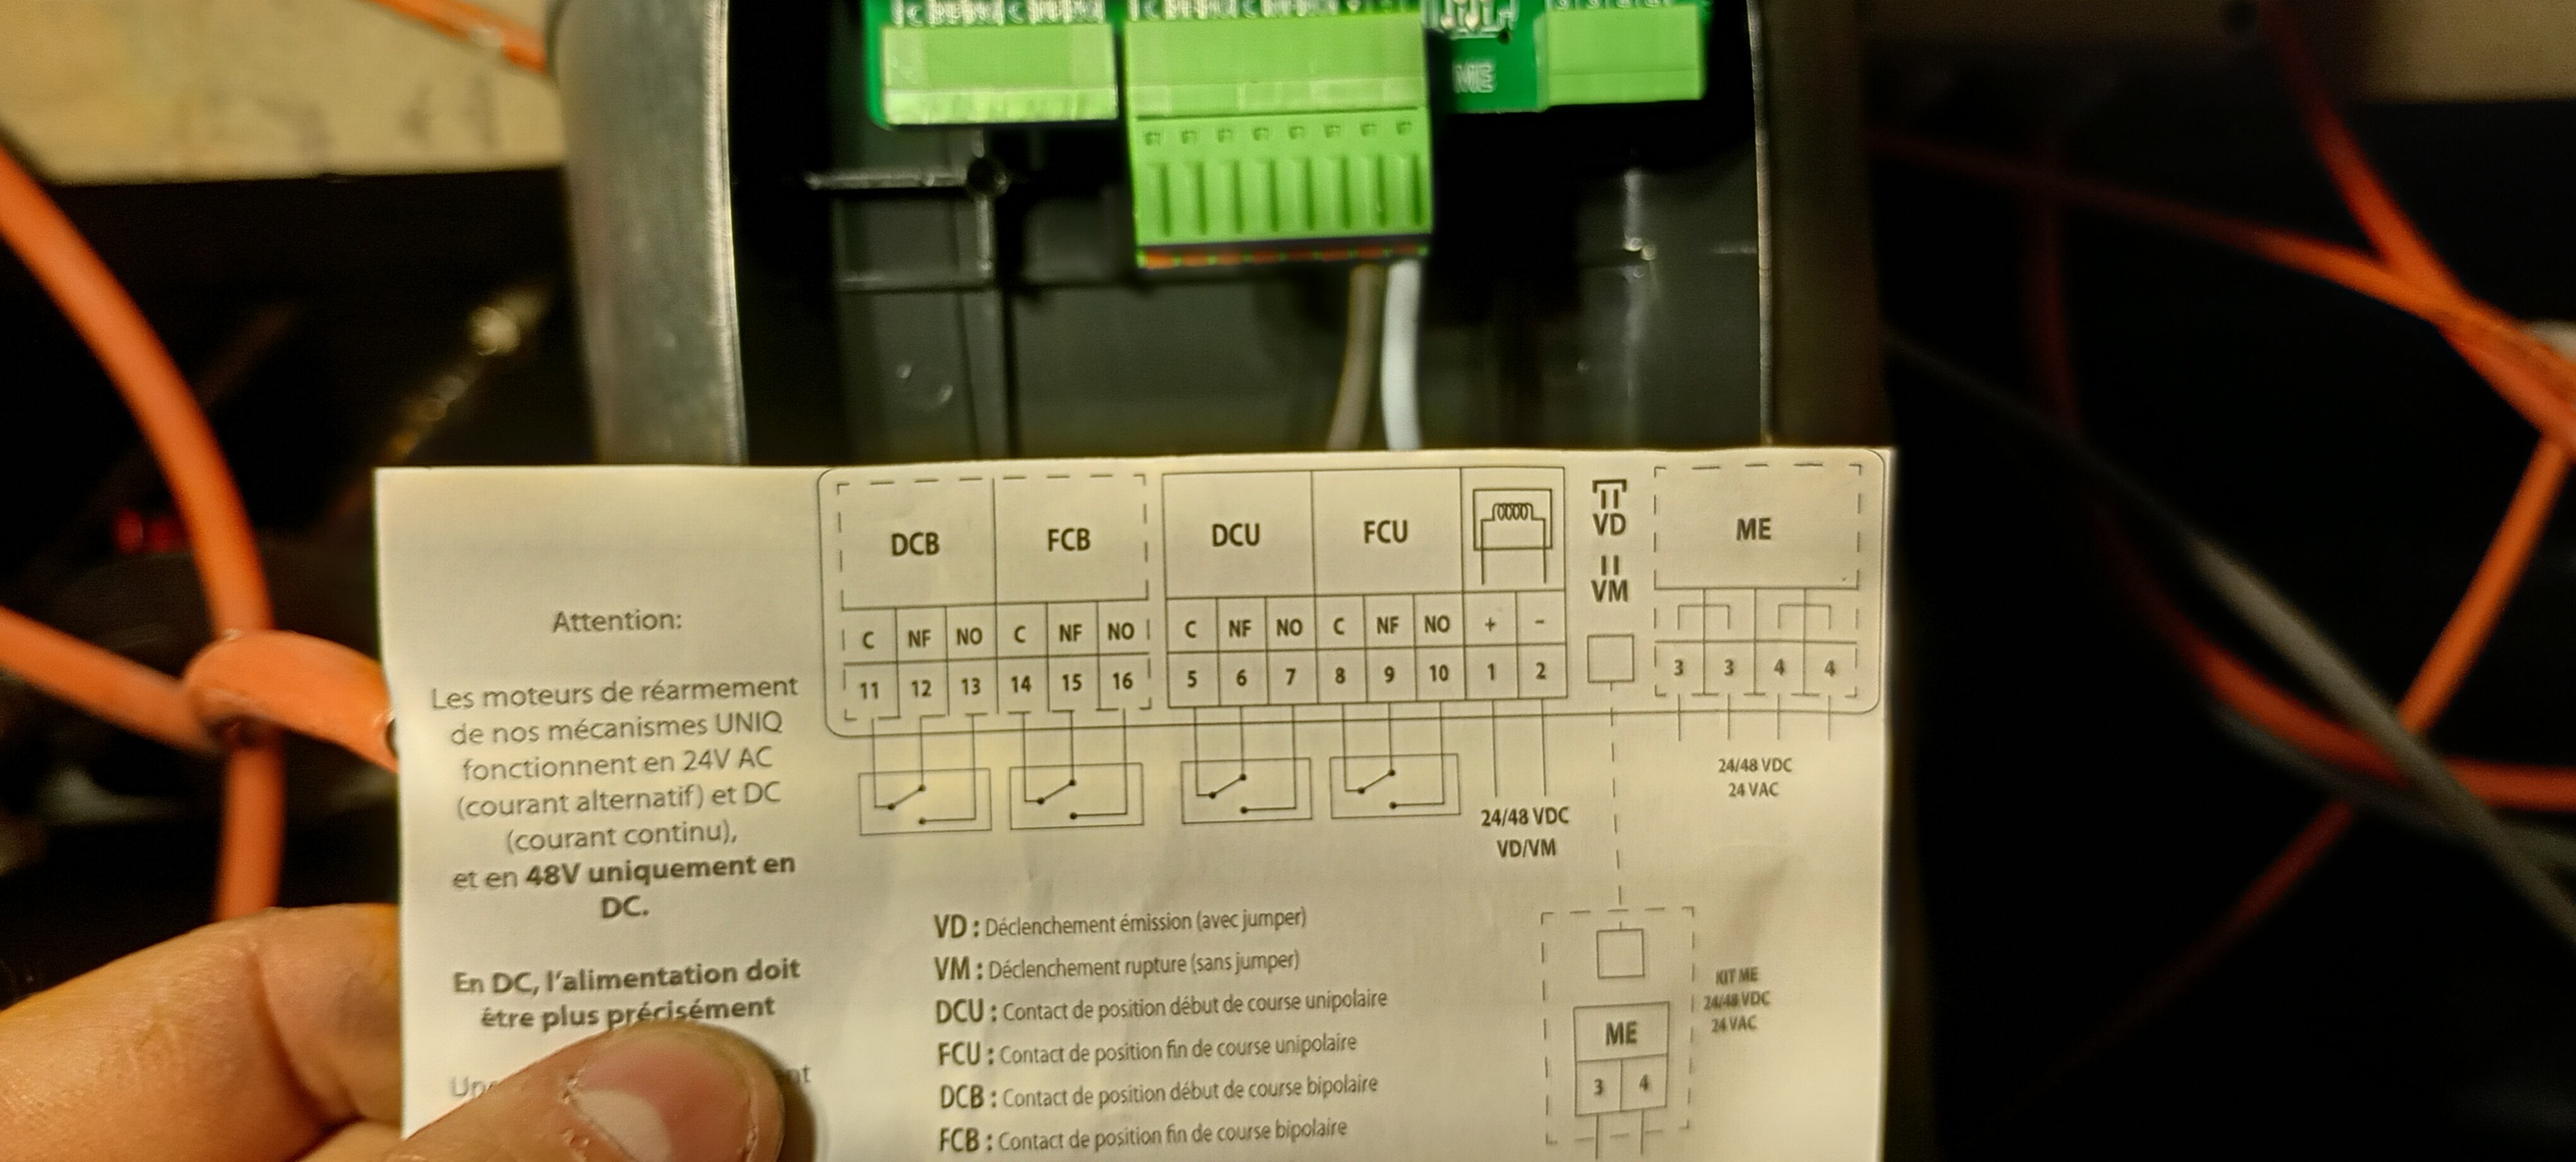 ME
DCB FCB DCU FCU VD VM ME
C NF NO C NF NO C NF NO C NF NO + -
11 12 13 14 15 16 5 6 7 8 9 10 1 2 3 3 4 4
24/48 VDC
24 VAC
24/48 VDC
VD/VM
Attention:
Les moteurs de réarmement
de nos mécanismes UNIQ
fonctionnent en 24V AC
(courant alternatif) et DC
(courant continu),
et en 48V uniquement en
DC.
En DC, l'alimentation doit
être plus précisément
VD : Déclenchement émission (avec jumper)
VM : Déclenchement rupture (sans jumper)
DCU : Contact de position début de course unipolaire
FCU : Contact de position fin de course unipolaire
DCB : Contact de position début de course bipolaire
FCB : Contact de position fin de course bipolaire
KIT ME
24/48 VDC
24 VAC
ME
3 4